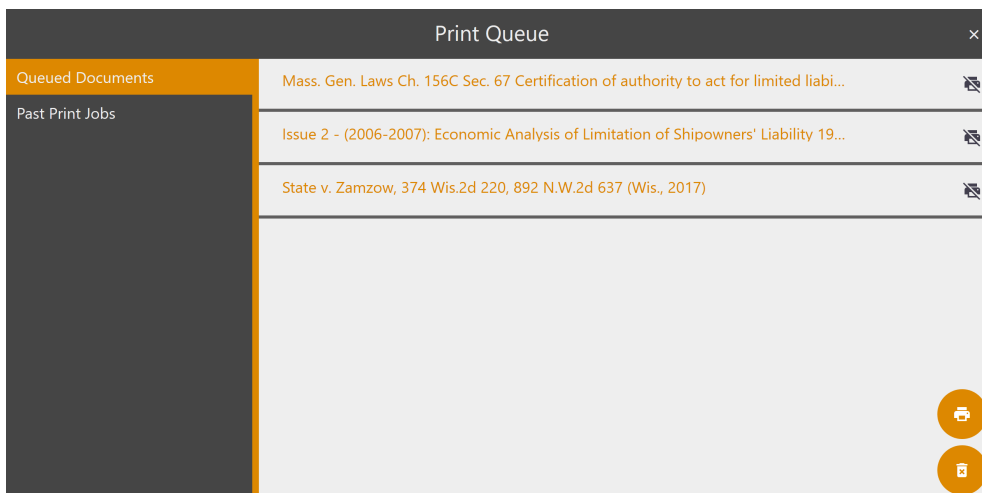 Print Queue
×
Queued Documents
Past Print Jobs
Mass. Gen. Laws Ch. 156C Sec. 67 Certification of authority to act for limited liabi...
Issue 2 - (2006-2007): Economic Analysis of Limitation of Shipowners' Liability 19...
State v. Zamzow, 374 Wis.2d 220, 892 N.W.2d 637 (Wis., 2017)